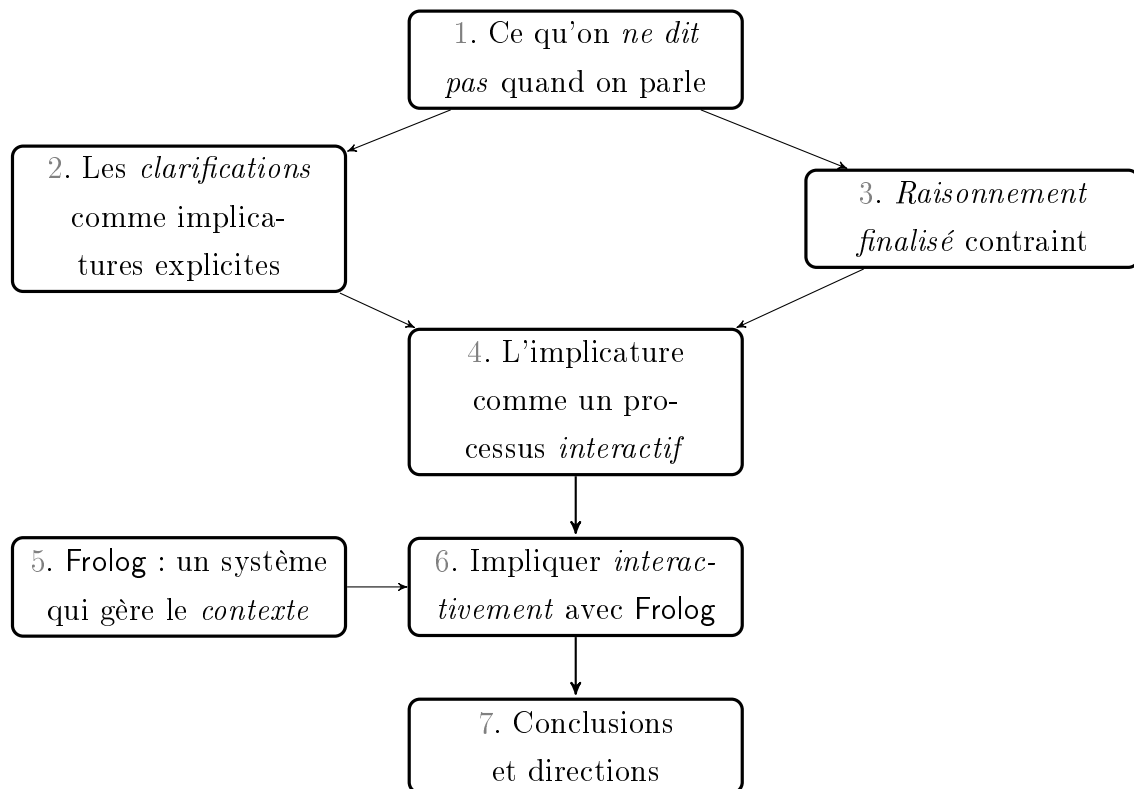 1. Ce qu'on ne dit
pas quand on parle
2. Les clarifications
comme implica-
tures explicites
3. Raisonnement
finalisé contraint
4. L'implicature
comme un pro-
cessus interactif
5. Frolog : un système
qui gère le contexte
6. Impliquer interac-
tivement avec Frolog
7. Conclusions
et directions